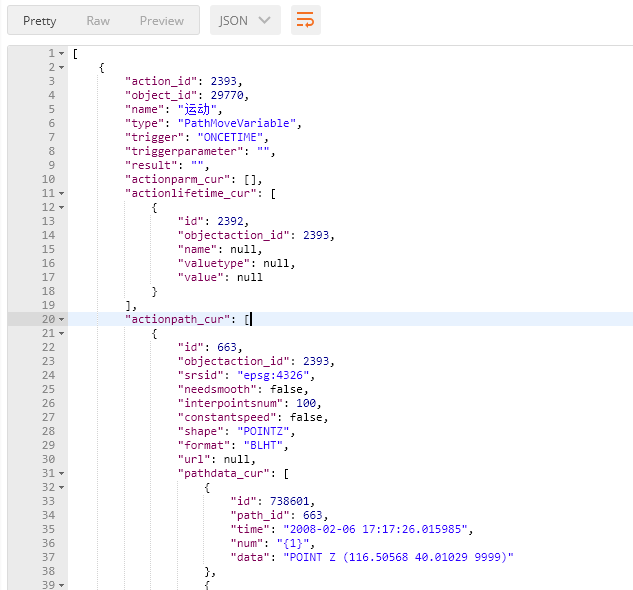 Pretty Raw Preview JSON
1 [
2 {
3 "action_id": 2393,
4 "object_id": 29770,
5 "name": "运动",
6 "type": "PathMoveVariable",
7 "trigger": "ONCETIME",
8 "triggerparameter": "",
9 "result": "",
10 "actionparm_cur": [],
11 "actionlifetime_cur": [
12 {
13 "id": 2392,
14 "objectaction_id": 2393,
15 "name": null,
16 "valuetype": null,
17 "value": null
18 }
19 ],
20 "actionpath_cur": [
21 {
22 "id": 663,
23 "objectaction_id": 2393,
24 "srsid": "epsg:4326",
25 "needsmooth": false,
26 "interpointsnum": 100,
27 "constantspeed": false,
28 "shape": "POINTZ",
29 "format": "BLHT",
30 "url": null,
31 "pathdata_cur": [
32 {
33 "id": 738601,
34 "path_id": 663,
35 "time": "2008-02-06 17:17:26.015985",
36 "num": "{1}",
37 "data": "POINT Z (116.50568 40.01029 9999)"
38 },
39 {